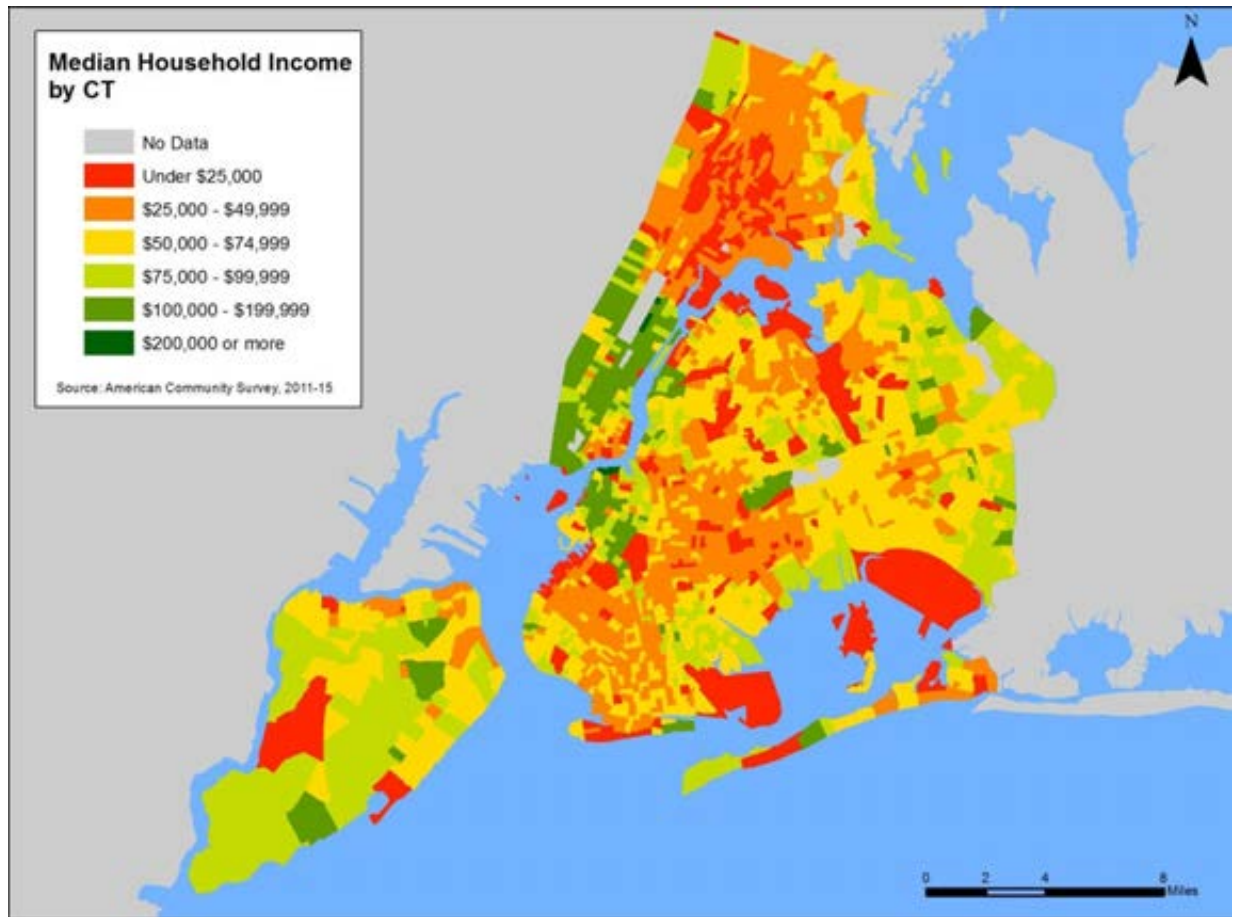 Median Household Income
by CT
No Data
Under $25,000
$25,000 - $49,999
$50,000 - $74,999
$75,000 - $99,999
$100,000 - $199,999
$200,000 or more
Source: American Community Survey, 2011-15
N
0 2 4 8
Miles